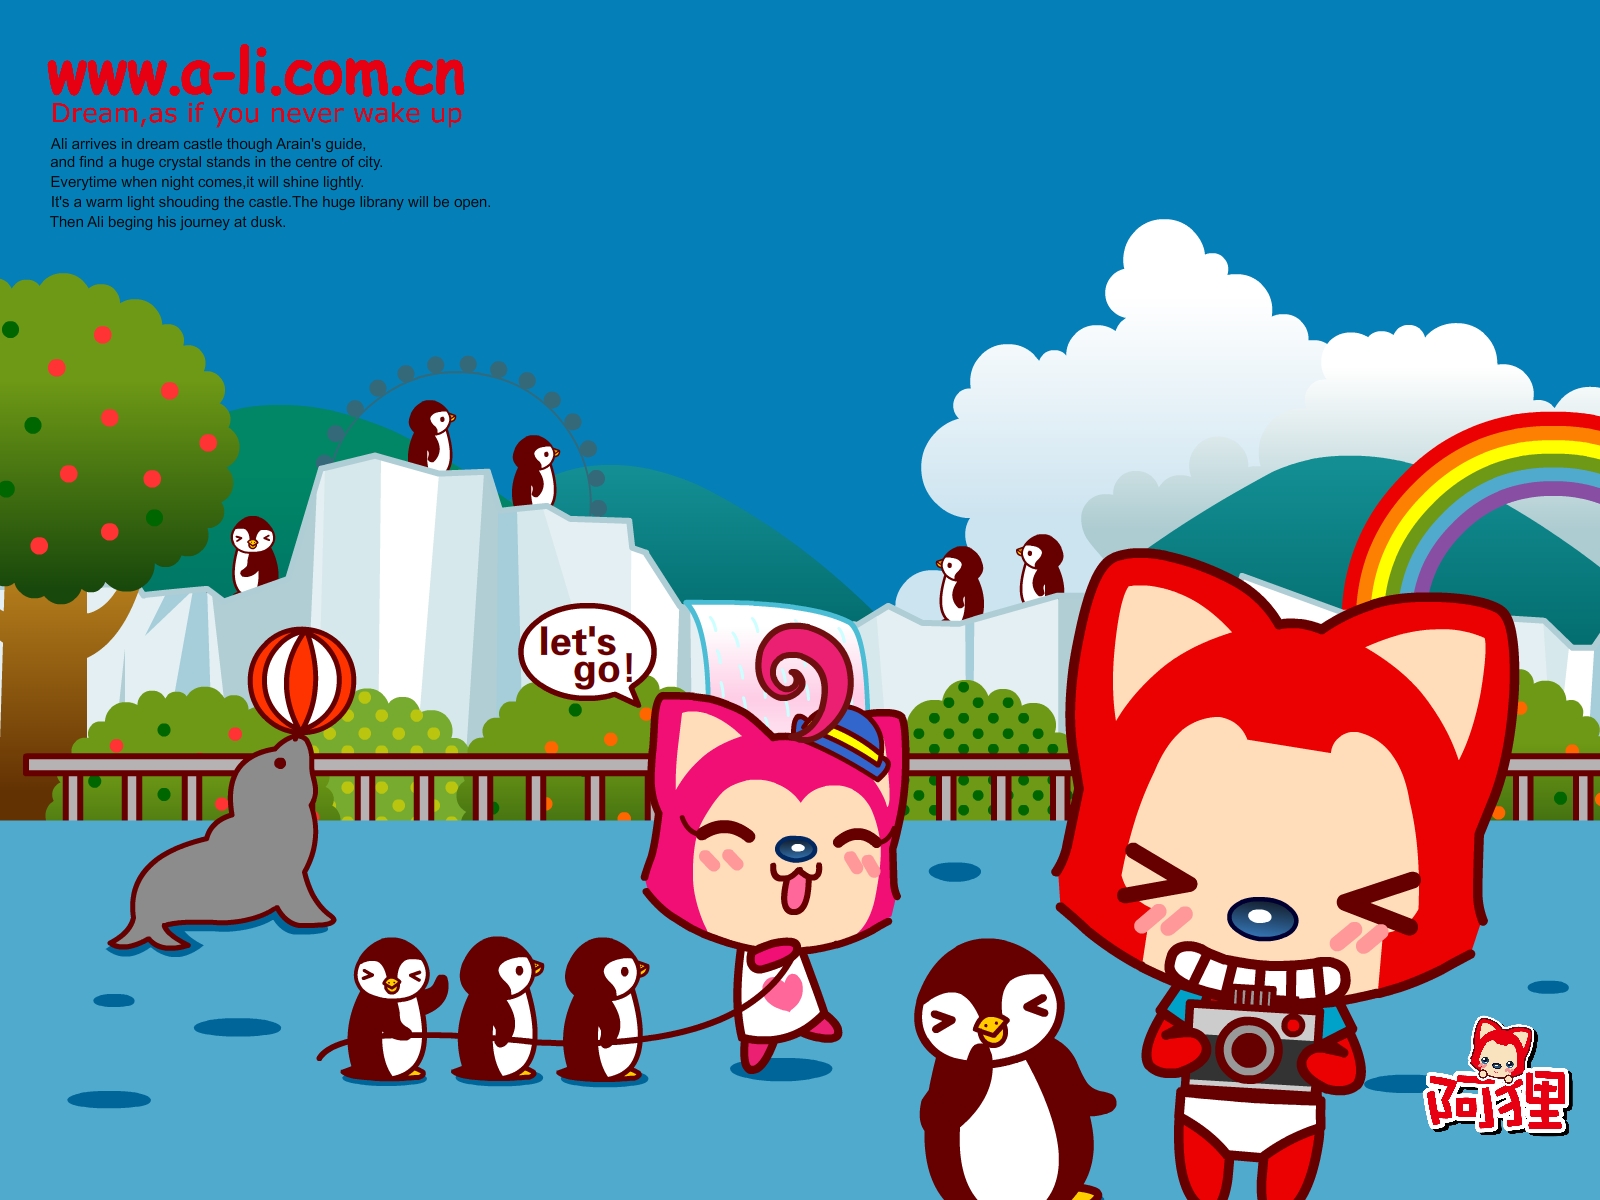 www.a-li.com.cn
Dream,as if you never wake up
Ali arrives in dream castle though Arain's guide,
and find a huge crystal stands in the centre of city.
Everytime when night comes,it will shine lightly.
It's a warm light shouding the castle.The huge librany will be open.
Then Ali beging his journey at dusk.
let's
go!
阿狸